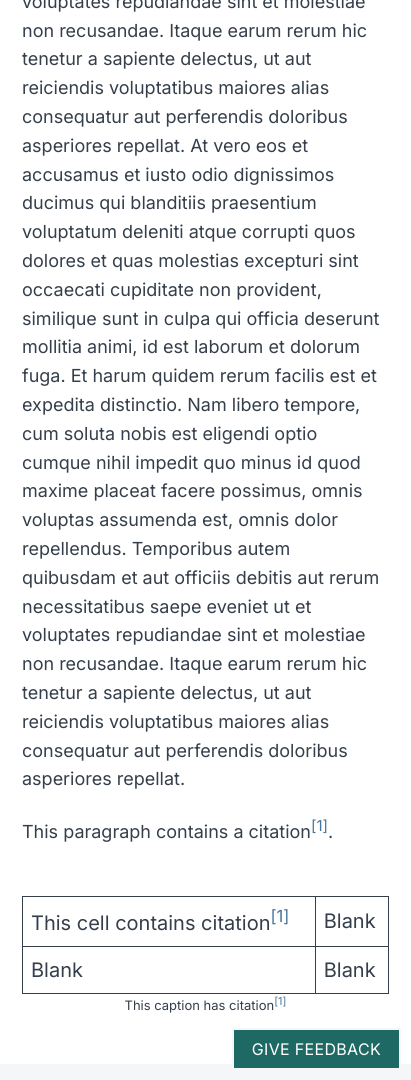 voluptates repudiandae sint et molestiae
non recusandae. Itaque earum rerum hic
tenetur a sapiente delectus, ut aut
reiciendis voluptatibus maiores alias
consequatur aut perferendis doloribus
asperiores repellat. At vero eos et
accusamus et iusto odio dignissimos
ducimus qui blanditiis praesentium
voluptatum deleniti atque corrupti quos
dolores et quas molestias excepturi sint
occaecati cupiditate non provident,
similique sunt in culpa qui officia deserunt
mollitia animi, id est laborum et dolorum
fuga. Et harum quidem rerum facilis est et
expedita distinctio. Nam libero tempore,
cum soluta nobis est eligendi optio
cumque nihil impedit quo minus id quod
maxime placeat facere possimus, omnis
voluptas assumenda est, omnis dolor
repellendus. Temporibus autem
quibusdam et aut officiis debitis aut rerum
necessitatibus saepe eveniet ut et
voluptates repudiandae sint et molestiae
non recusandae. Itaque earum rerum hic
tenetur a sapiente delectus, ut aut
reiciendis voluptatibus maiores alias
consequatur aut perferendis doloribus
asperiores repellat.
This paragraph contains a citation[1].
This cell contains citation[1] Blank
Blank Blank
This caption has citation[1]
GIVE FEEDBACK